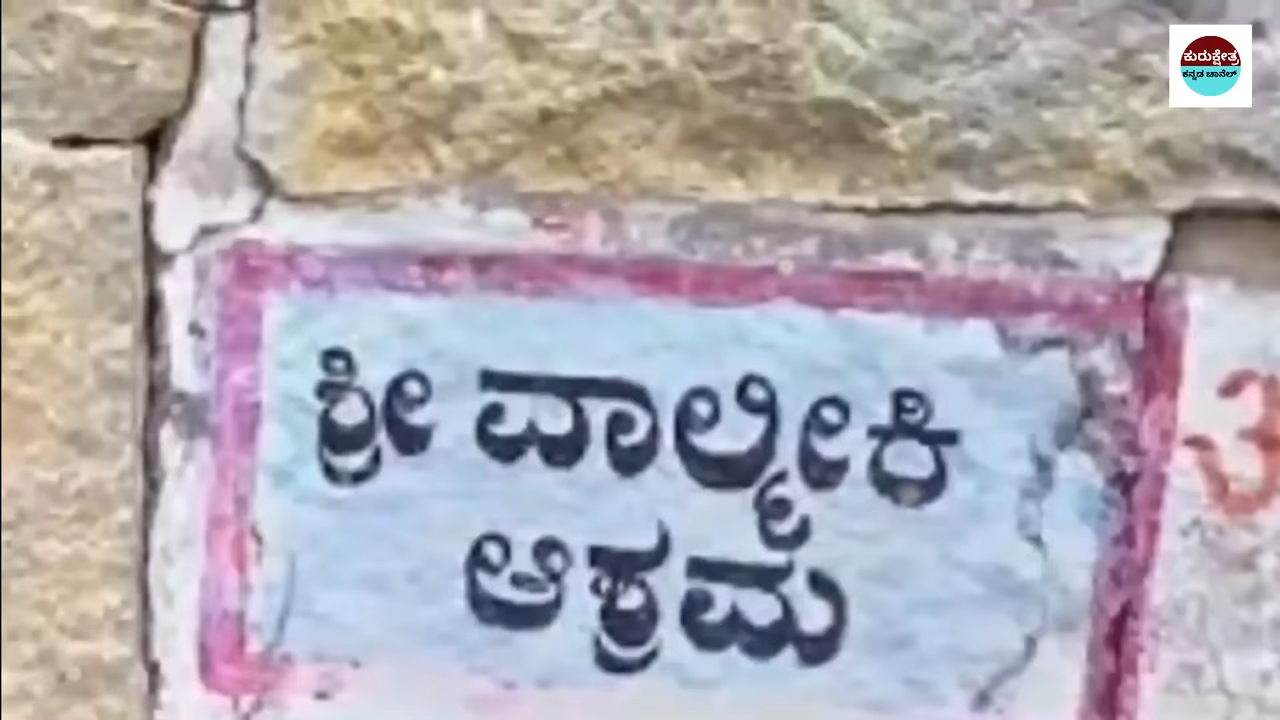 ಕುರುಕ್ಷೇತ್ರ
ಕನ್ನಡ ಚಾನೆಲ್
ಶ್ರೀ ವಾಲ್ಮೀಕಿ
ಆಶ್ರಮ